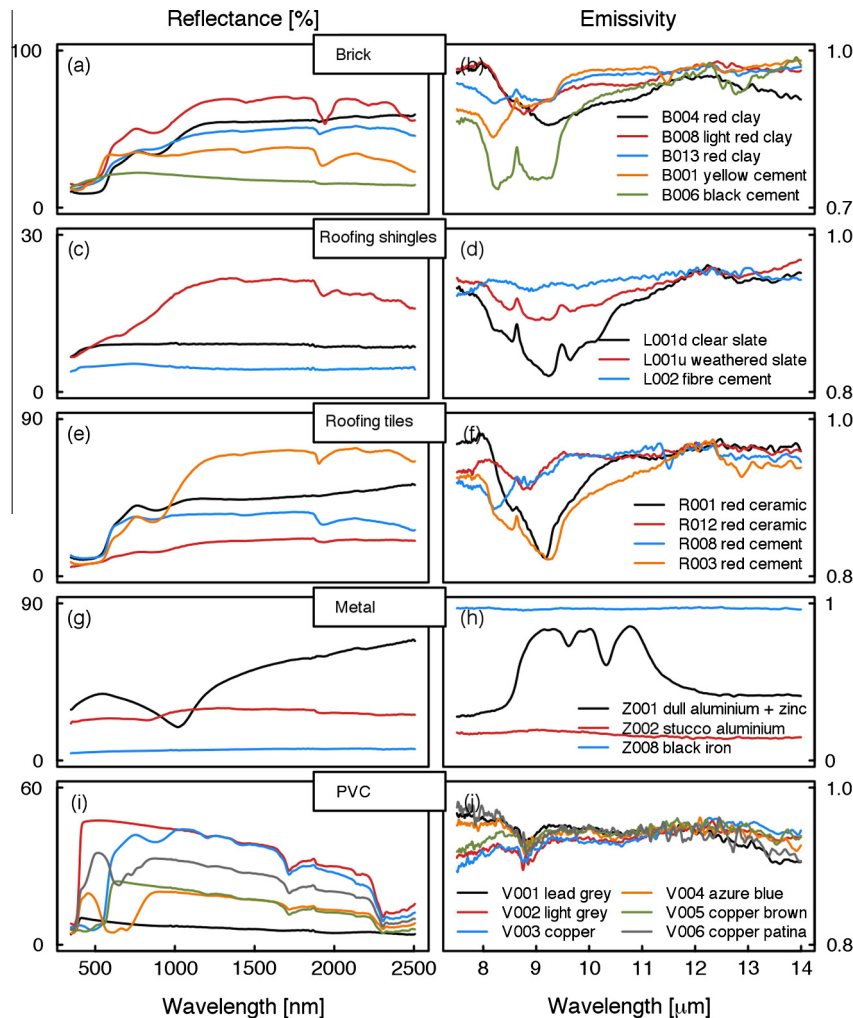 Reflectance [%] Emissivity
Brick
(a) (b)
100 1.0
B004 red clay
B008 light red clay
B013 red clay
B001 yellow cement
B006 black cement
0 0.7
Roofing shingles
(c) (d)
30 1.0
L001d clear slate
L001u weathered slate
L002 fibre cement
0 0.8
Roofing tiles
(e) (f)
90 1.0
R001 red ceramic
R012 red ceramic
R008 red cement
R003 red cement
0 0.8
Metal
(g) (h)
90 1
Z001 dull aluminium + zinc
Z002 stucco aluminium
Z008 black iron
0 0
PVC
(i) (j)
60 1.0
V001 lead grey V004 azure blue
V002 light grey V005 copper brown
V003 copper V006 copper patina
0 0.8
500 1000 1500 2000 2500 8 9 10 11 12 13 14
Wavelength [nm] Wavelength [μm]